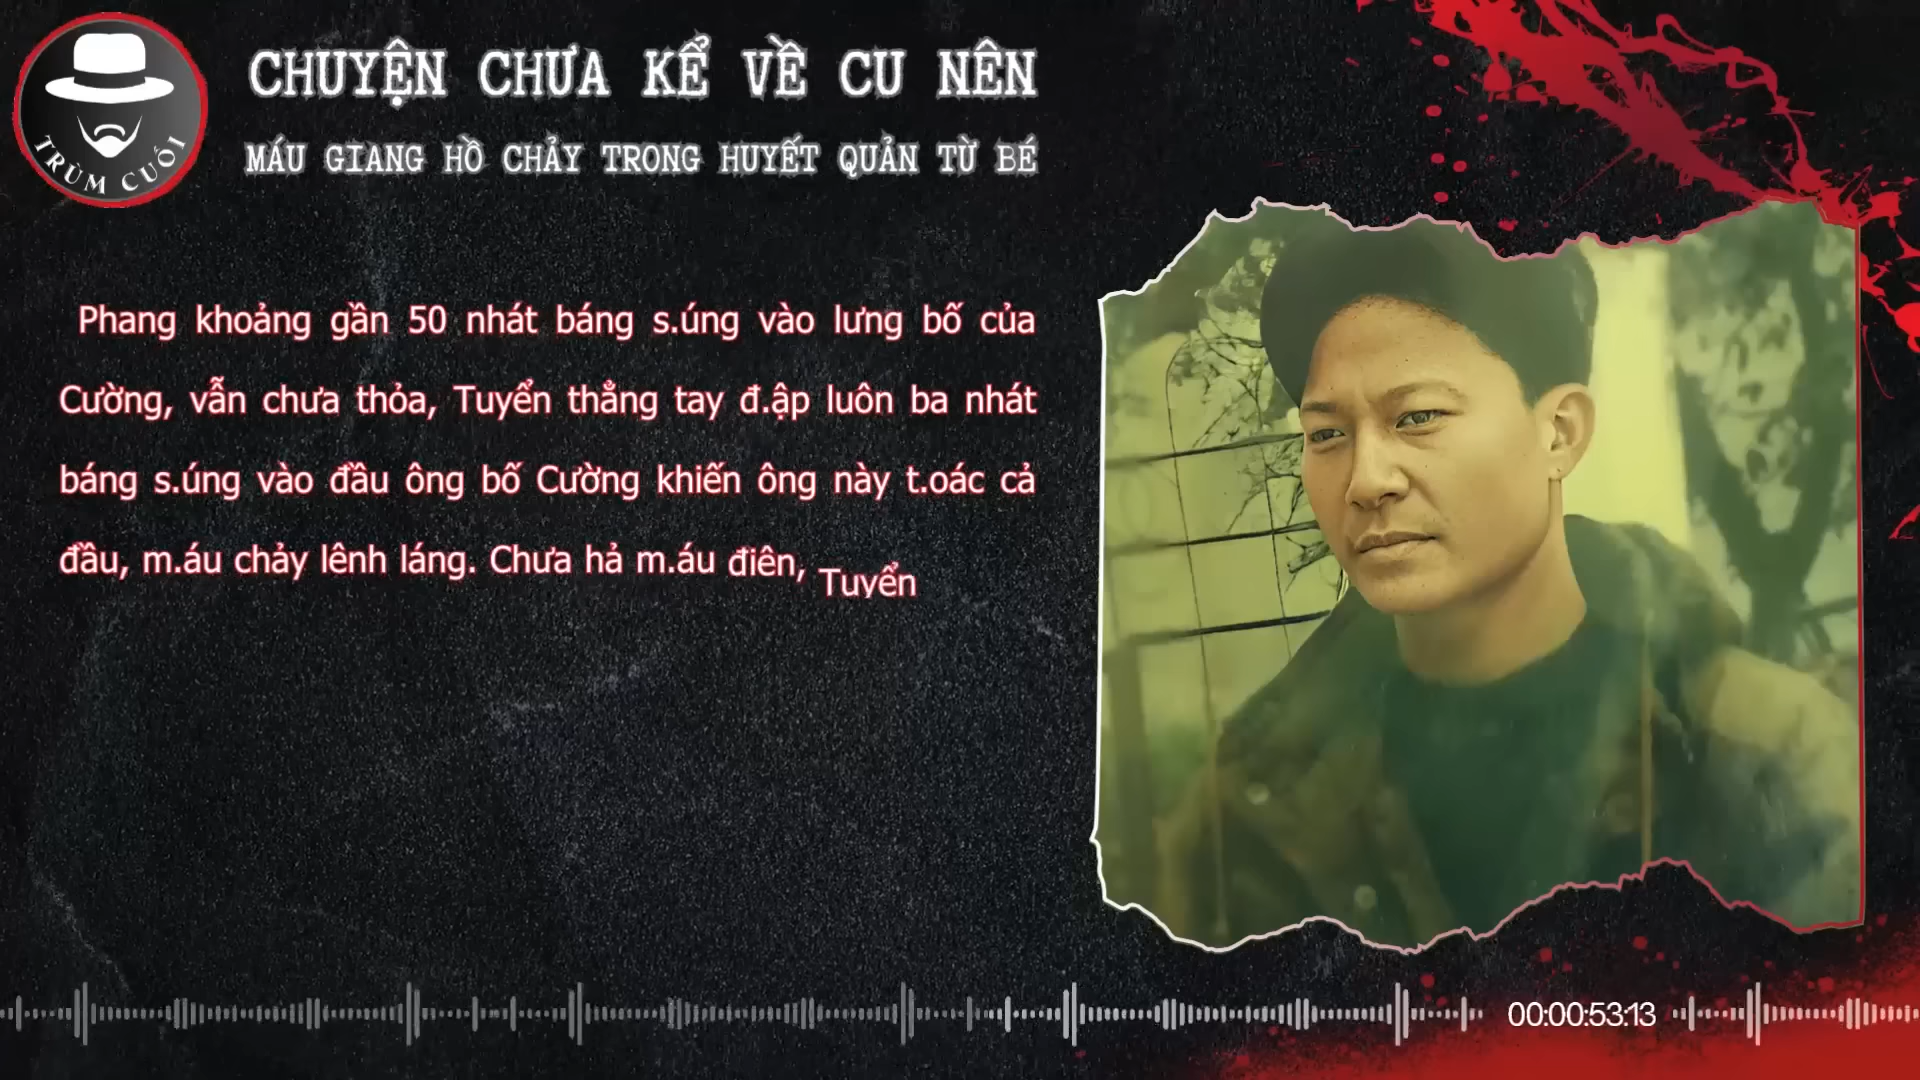 TRÙM CUỐI
CHUYỆN CHƯA KỂ VỀ CU NÊN
MÁU GIANG HỒ CHẢY TRONG HUYẾT QUẢN TỪ BÉ
Phang khoảng gần 50 nhát báng s.úng vào lưng bố của
Cường, vẫn chưa thỏa, Tuyển thẳng tay đ.ập luôn ba nhát
báng s.úng vào đầu ông bố Cường khiến ông này t.oác cả
đầu, m.áu chảy lênh láng. Chưa hả m.áu điên, Tuyển
00:00:53:13